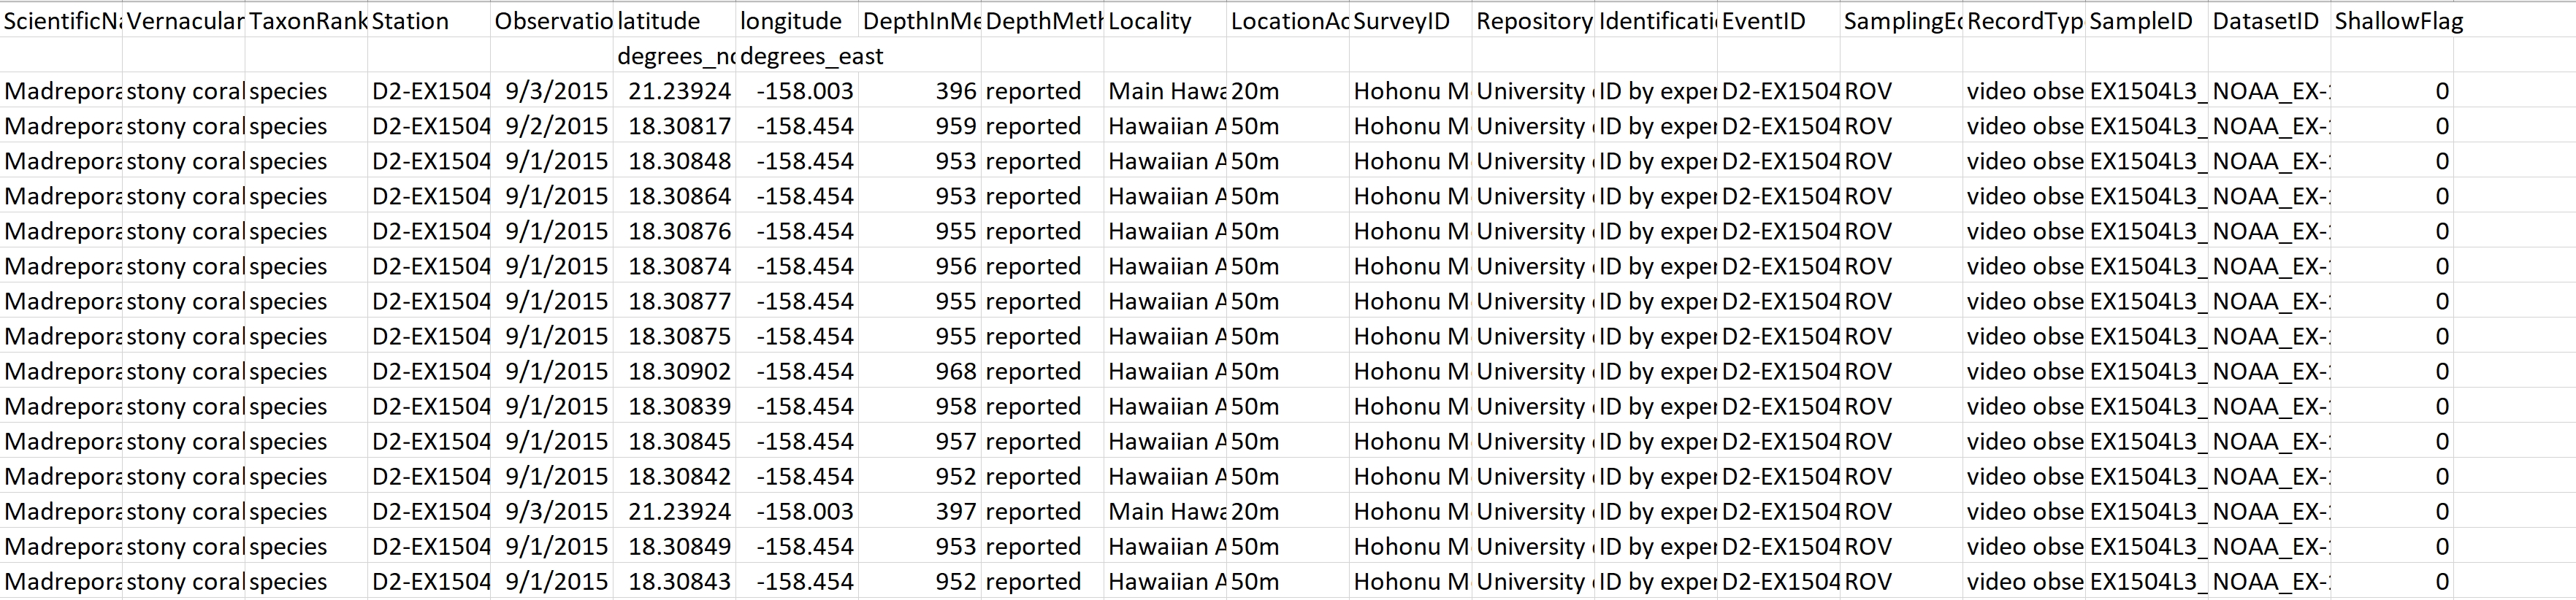 ScientificNa Vernacular TaxonRank Station Observatio latitude longitude DepthInMe DepthMeth Locality LocationAc SurveyID Repository Identificati EventID SamplingEq RecordTyp SampleID DatasetID ShallowFlag
degrees_no degrees_east
Madrepora stony coral species D2-EX1504 9/3/2015 21.23924 -158.003 396 reported Main Hawa 20m Hohonu M University ID by exper D2-EX1504 ROV video obse EX1504L3_ NOAA_EX- 0
Madrepora stony coral species D2-EX1504 9/2/2015 18.30817 -158.454 959 reported Hawaiian A 50m Hohonu M University ID by exper D2-EX1504 ROV video obse EX1504L3_ NOAA_EX- 0
Madrepora stony coral species D2-EX1504 9/1/2015 18.30848 -158.454 953 reported Hawaiian A 50m Hohonu M University ID by exper D2-EX1504 ROV video obse EX1504L3_ NOAA_EX- 0
Madrepora stony coral species D2-EX1504 9/1/2015 18.30864 -158.454 953 reported Hawaiian A 50m Hohonu M University ID by exper D2-EX1504 ROV video obse EX1504L3_ NOAA_EX- 0
Madrepora stony coral species D2-EX1504 9/1/2015 18.30876 -158.454 955 reported Hawaiian A 50m Hohonu M University ID by exper D2-EX1504 ROV video obse EX1504L3_ NOAA_EX- 0
Madrepora stony coral species D2-EX1504 9/1/2015 18.30874 -158.454 956 reported Hawaiian A 50m Hohonu M University ID by exper D2-EX1504 ROV video obse EX1504L3_ NOAA_EX- 0
Madrepora stony coral species D2-EX1504 9/1/2015 18.30877 -158.454 955 reported Hawaiian A 50m Hohonu M University ID by exper D2-EX1504 ROV video obse EX1504L3_ NOAA_EX- 0
Madrepora stony coral species D2-EX1504 9/1/2015 18.30875 -158.454 955 reported Hawaiian A 50m Hohonu M University ID by exper D2-EX1504 ROV video obse EX1504L3_ NOAA_EX- 0
Madrepora stony coral species D2-EX1504 9/1/2015 18.30902 -158.454 968 reported Hawaiian A 50m Hohonu M University ID by exper D2-EX1504 ROV video obse EX1504L3_ NOAA_EX- 0
Madrepora stony coral species D2-EX1504 9/1/2015 18.30839 -158.454 958 reported Hawaiian A 50m Hohonu M University ID by exper D2-EX1504 ROV video obse EX1504L3_ NOAA_EX- 0
Madrepora stony coral species D2-EX1504 9/1/2015 18.30845 -158.454 957 reported Hawaiian A 50m Hohonu M University ID by exper D2-EX1504 ROV video obse EX1504L3_ NOAA_EX- 0
Madrepora stony coral species D2-EX1504 9/1/2015 18.30842 -158.454 952 reported Hawaiian A 50m Hohonu M University ID by exper D2-EX1504 ROV video obse EX1504L3_ NOAA_EX- 0
Madrepora stony coral species D2-EX1504 9/3/2015 21.23924 -158.003 397 reported Main Hawa 20m Hohonu M University ID by exper D2-EX1504 ROV video obse EX1504L3_ NOAA_EX- 0
Madrepora stony coral species D2-EX1504 9/1/2015 18.30849 -158.454 953 reported Hawaiian A 50m Hohonu M University ID by exper D2-EX1504 ROV video obse EX1504L3_ NOAA_EX- 0
Madrepora stony coral species D2-EX1504 9/1/2015 18.30843 -158.454 952 reported Hawaiian A 50m Hohonu M University ID by exper D2-EX1504 ROV video obse EX1504L3_ NOAA_EX- 0